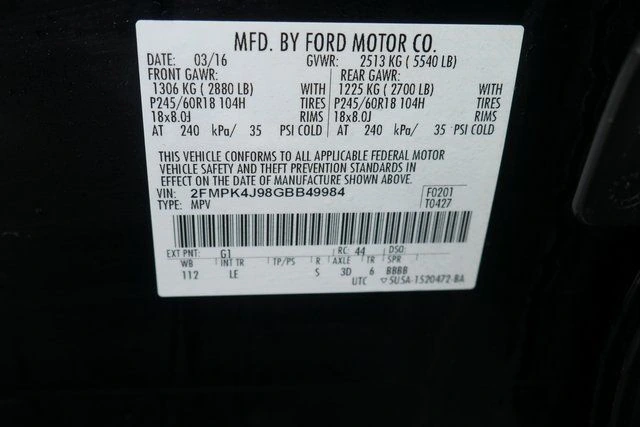 MFD. BY FORD MOTOR CO.
DATE: 03/16 GVWR: 2513 KG ( 5540 LB)
FRONT GAWR: REAR GAWR:
1306 KG ( 2880 LB) WITH 1225 KG ( 2700 LB) WITH
P245/60R18 104H TIRES P245/60R18 104H TIRES
18x8.0J RIMS 18x8.0J RIMS
AT 240 kPa/ 35 PSI COLD AT 240 kPa/ 35 PSI COLD
THIS VEHICLE CONFORMS TO ALL APPLICABLE FEDERAL MOTOR
VEHICLE SAFETY AND THEFT PREVENTION STANDARDS IN
EFFECT ON THE DATE OF MANUFACTURE SHOWN ABOVE.
VIN: 2FMPK4J98GBB49984 F0201
TYPE: MPV T0427
EXT PNT: G1 RC: 44 DSO:
WB INT TR TP/PS R AXLE TR SPR
112 LE S 3D 6 BBBB
UTC ▽5U5A-1520472-BA